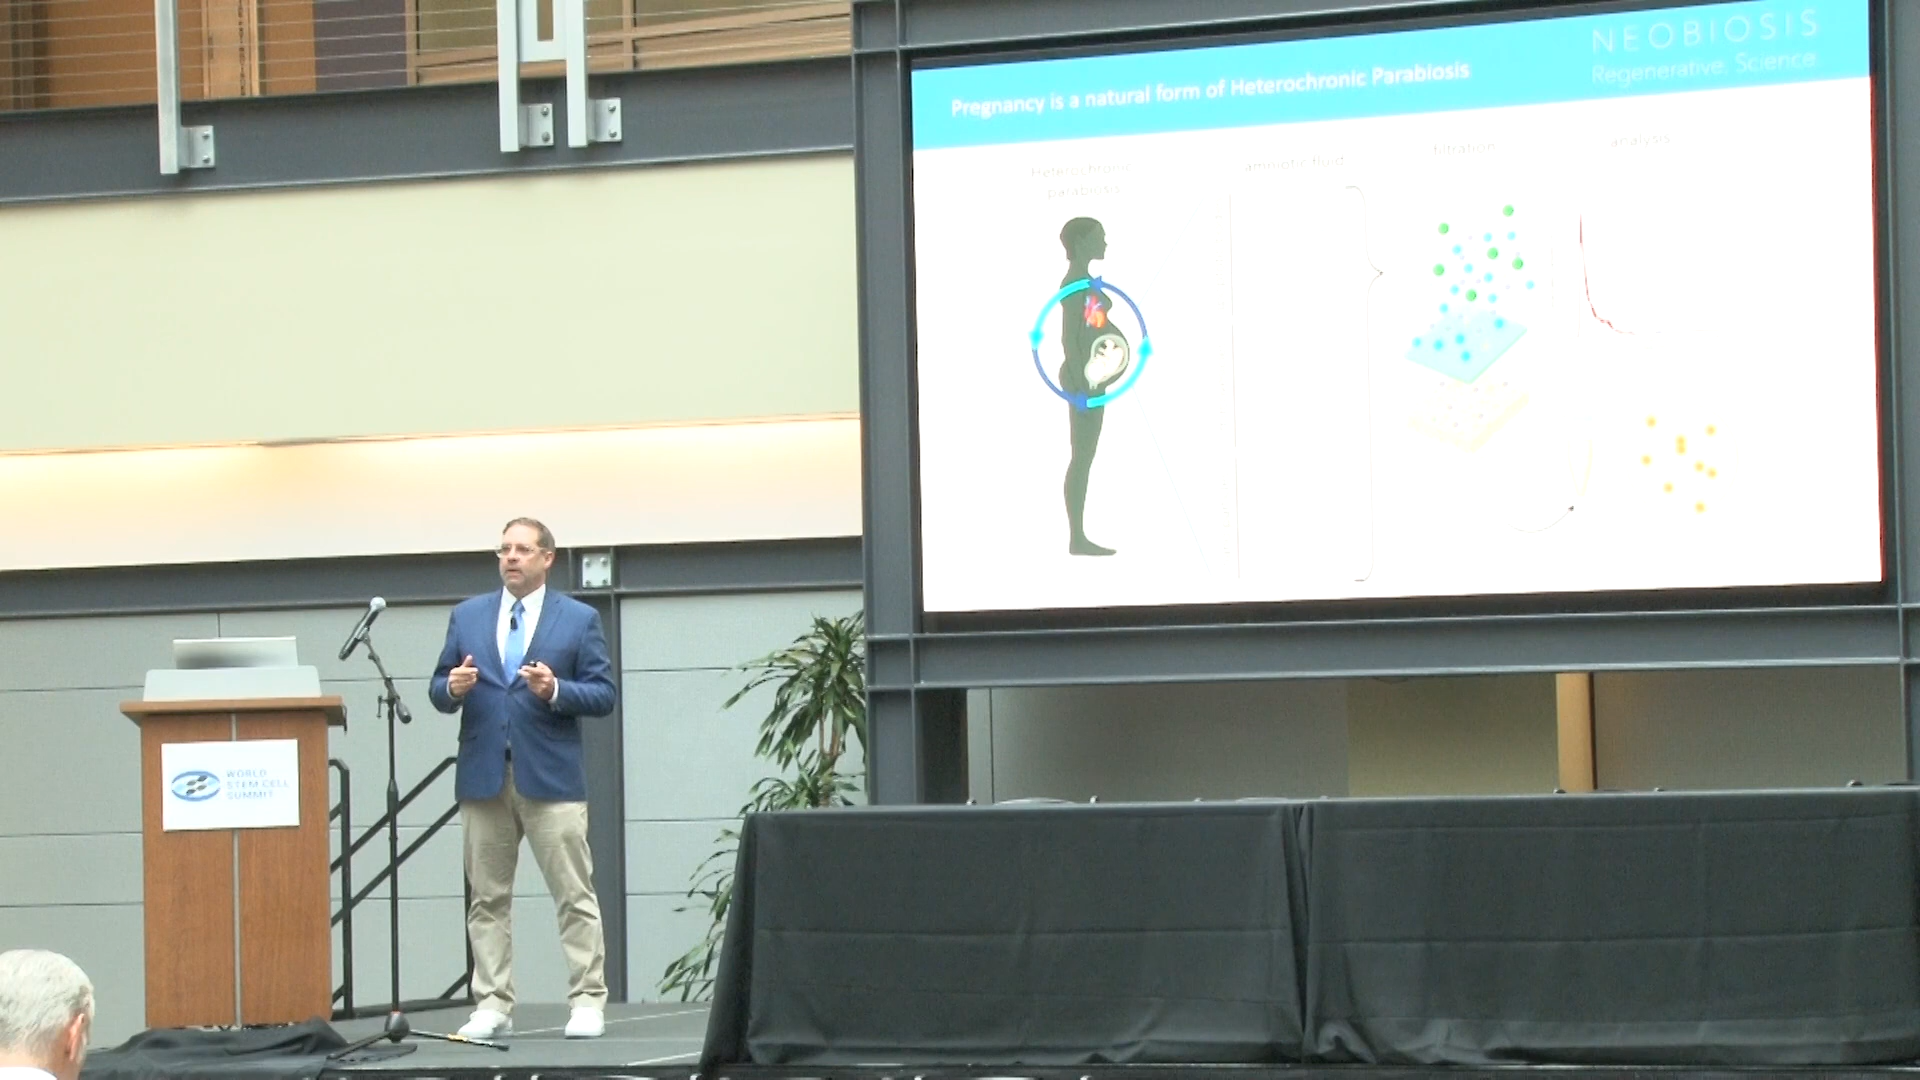 NEOBIOSIS
Regenerative. Science.
Pregnancy is a natural form of Heterochronic Parabiosis
Heterochronic
parabiosis
amniotic fluid
filtration
analysis
WORLD
STEM CELL
SUMMIT